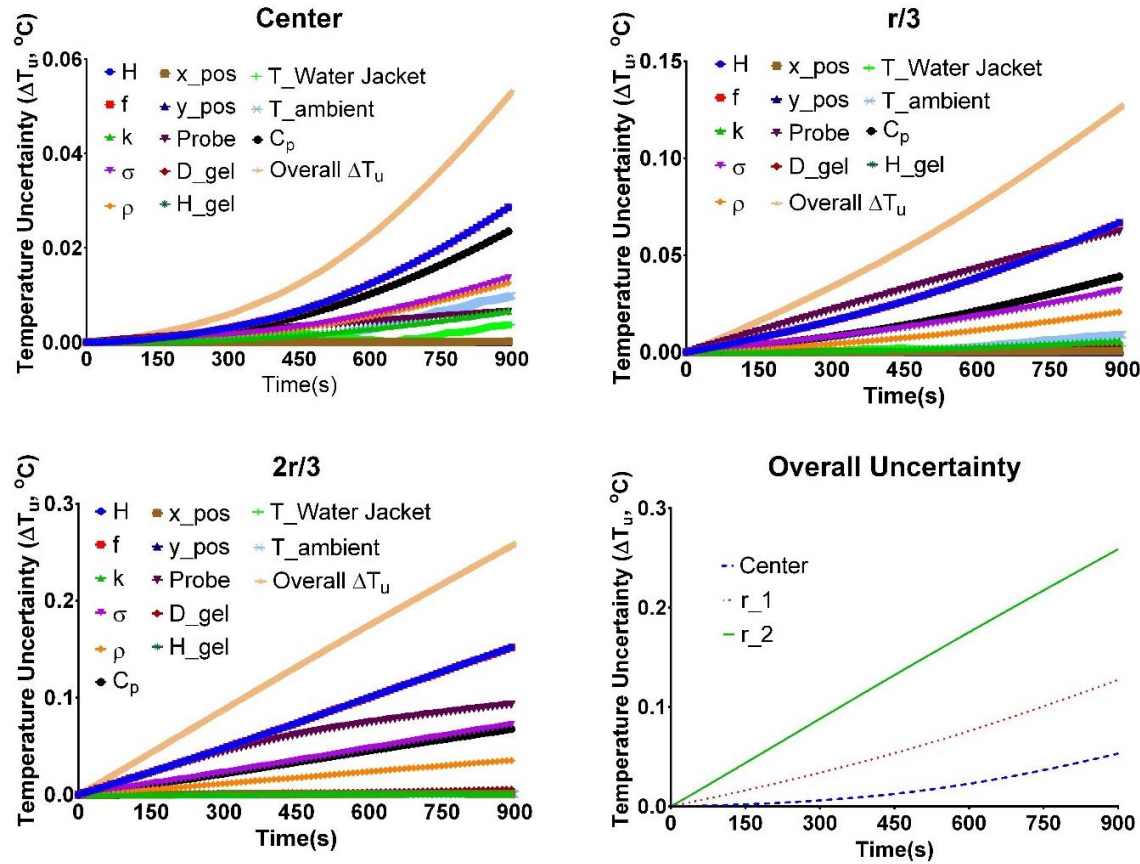 Center
Temperature Uncertainty (ΔTu, °C)
0.06
0.04
0.02
0.00
H
x_pos
T_Water Jacket
f
y_pos
T_ambient
k
Probe
Cp
σ
D_gel
Overall ΔTu
ρ
H_gel
0 150 300 450 600 750 900
Time(s)
r/3
Temperature Uncertainty (ΔTu, °C)
0.15
0.10
0.05
0.00
H
x_pos
T_Water Jacket
f
y_pos
T_ambient
k
Probe
Cp
σ
D_gel
H_gel
ρ
Overall ΔTu
0 150 300 450 600 750 900
Time(s)
2r/3
Temperature Uncertainty (ΔTu, °C)
0.3
0.2
0.1
0.0
H
x_pos
T_Water Jacket
f
y_pos
T_ambient
k
Probe
Overall ΔTu
σ
D_gel
ρ
H_gel
Cp
0 150 300 450 600 750 900
Time(s)
Overall Uncertainty
Temperature Uncertainty (ΔTu, °C)
0.3
0.2
0.1
0.0
Center
r_1
r_2
0 150 300 450 600 750 900
Time(s)